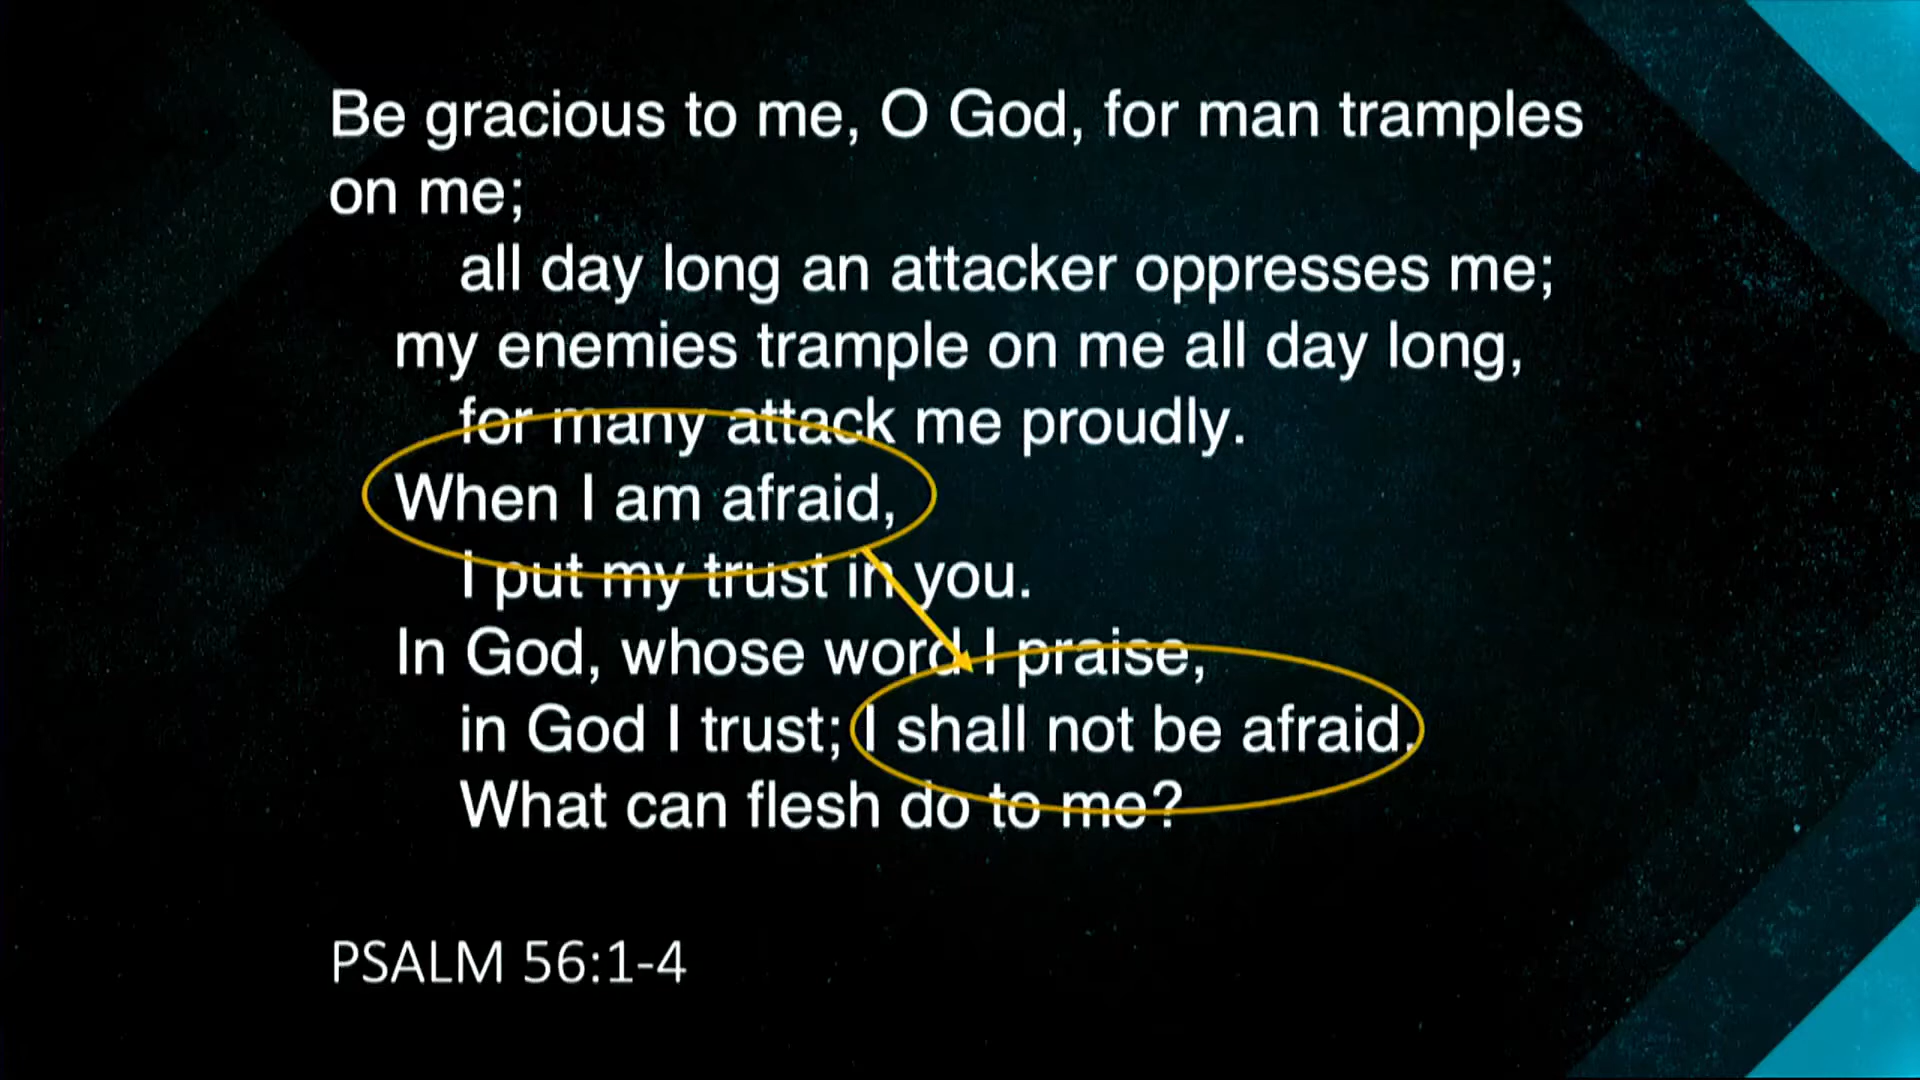 Be gracious to me, O God, for man tramples
on me;
all day long an attacker oppresses me;
my enemies trample on me all day long,
for many attack me proudly.
When I am afraid,
I put my trust in you.
In God, whose word I praise,
in God I trust; I shall not be afraid.
What can flesh do to me?
PSALM 56:1-4